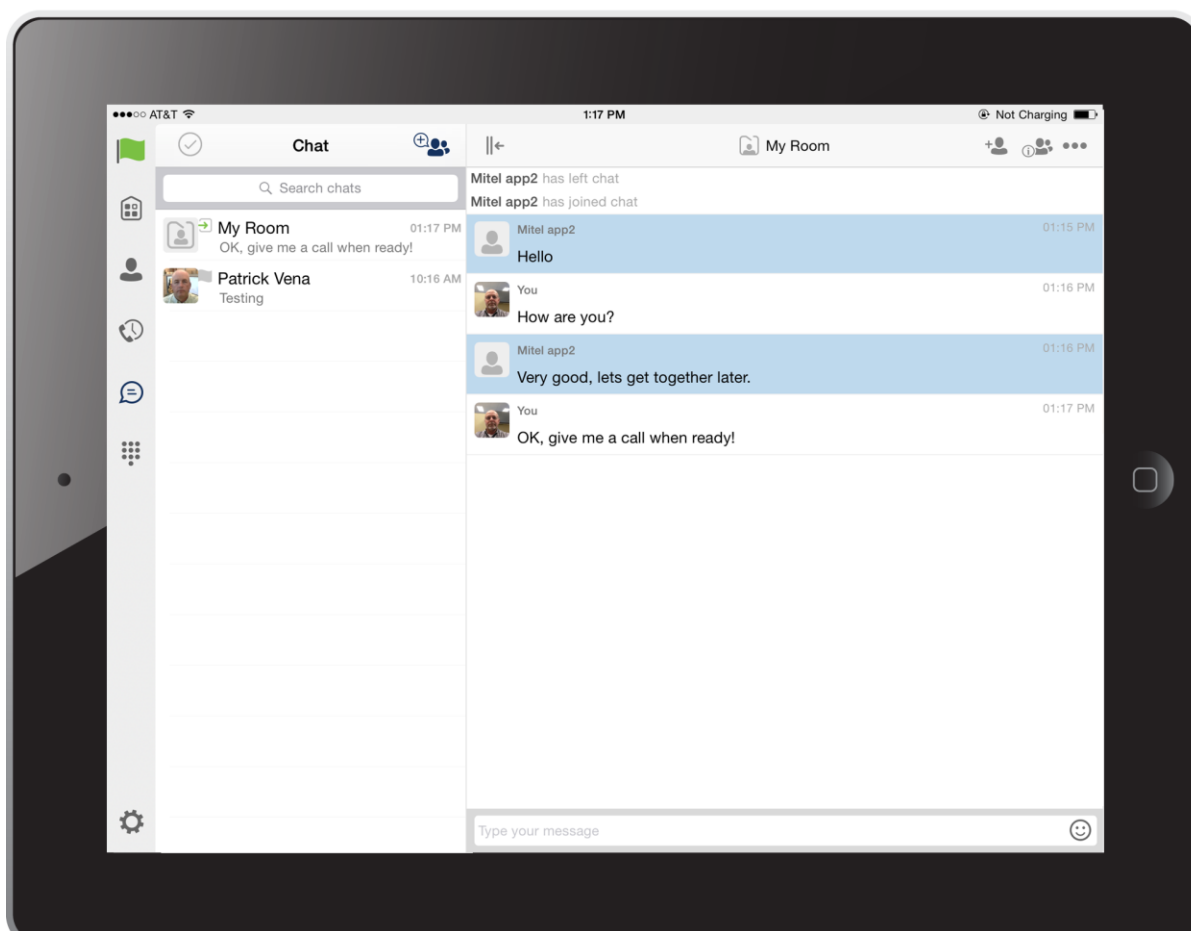 AT&T
1:17 PM
Not Charging
Chat
My Room
Search chats
My Room 01:17 PM
OK, give me a call when ready!
Patrick Vena 10:16 AM
Testing
Mitel app2 has left chat
Mitel app2 has joined chat
Mitel app2 01:15 PM
Hello
You 01:16 PM
How are you?
Mitel app2 01:16 PM
Very good, lets get together later.
You 01:17 PM
OK, give me a call when ready!
Type your message